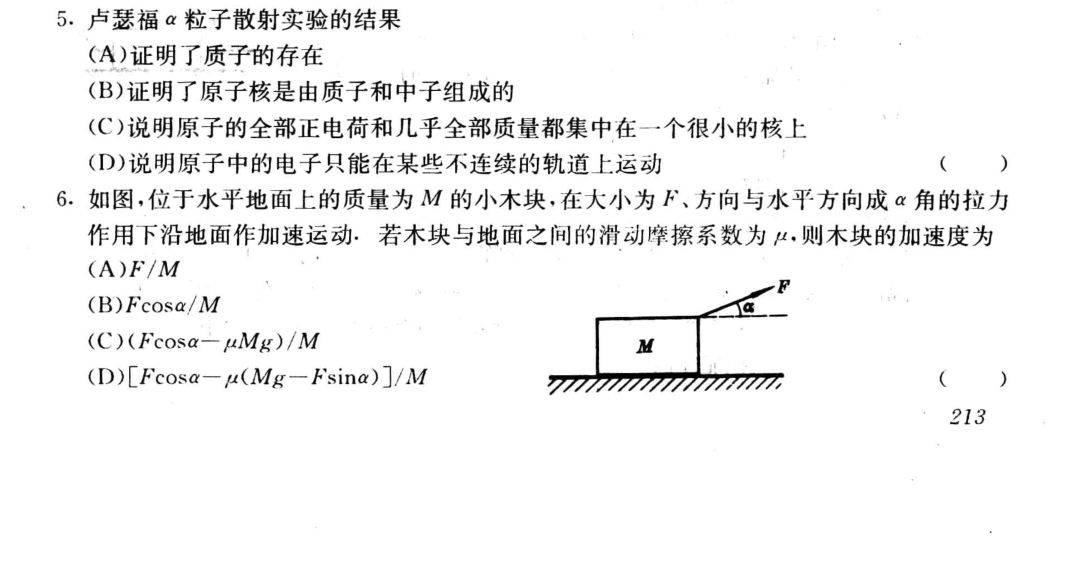 5. 卢瑟福 α 粒子散射实验的结果
(A)证明了质子的存在
(B)证明了原子核是由质子和中子组成的
(C)说明原子的全部正电荷和几乎全部质量都集中在一个很小的核上
(D)说明原子中的电子只能在某些不连续的轨道上运动 (    )
6. 如图,位于水平地面上的质量为 M 的小木块,在大小为 F、方向与水平方向成 α 角的拉力
作用下沿地面作加速运动. 若木块与地面之间的滑动摩擦系数为 μ,则木块的加速度为
(A)F/M
(B)Fcosα/M
(C)(Fcosα−μMg)/M
(D)[Fcosα−μ(Mg−Fsinα)]/M (    )
F
α
M
213